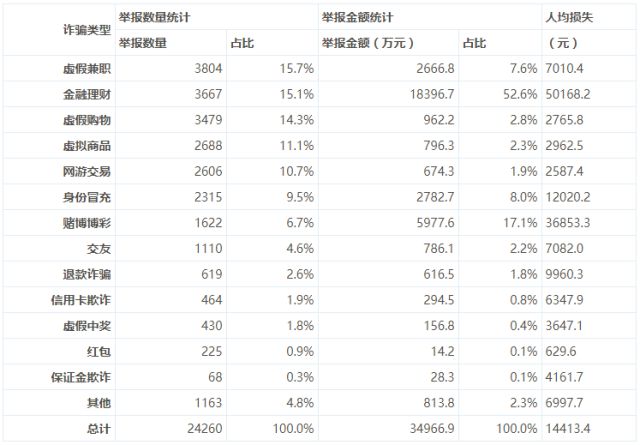 诈骗类型 举报数量统计 举报金额统计 人均损失
举报数量 占比 举报金额（万元） 占比 （元）
虚假兼职 3804 15.7% 2666.8 7.6% 7010.4
金融理财 3667 15.1% 18396.7 52.6% 50168.2
虚假购物 3479 14.3% 962.2 2.8% 2765.8
虚拟商品 2688 11.1% 796.3 2.3% 2962.5
网游交易 2606 10.7% 674.3 1.9% 2587.4
身份冒充 2315 9.5% 2782.7 8.0% 12020.2
赌博博彩 1622 6.7% 5977.6 17.1% 36853.3
交友 1110 4.6% 786.1 2.2% 7082.0
退款诈骗 619 2.6% 616.5 1.8% 9960.3
信用卡欺诈 464 1.9% 294.5 0.8% 6347.9
虚假中奖 430 1.8% 156.8 0.4% 3647.1
红包 225 0.9% 14.2 0.1% 629.6
保证金欺诈 68 0.3% 28.3 0.1% 4161.7
其他 1163 4.8% 813.8 2.3% 6997.7
总计 24260 100.0% 34966.9 100.0% 14413.4